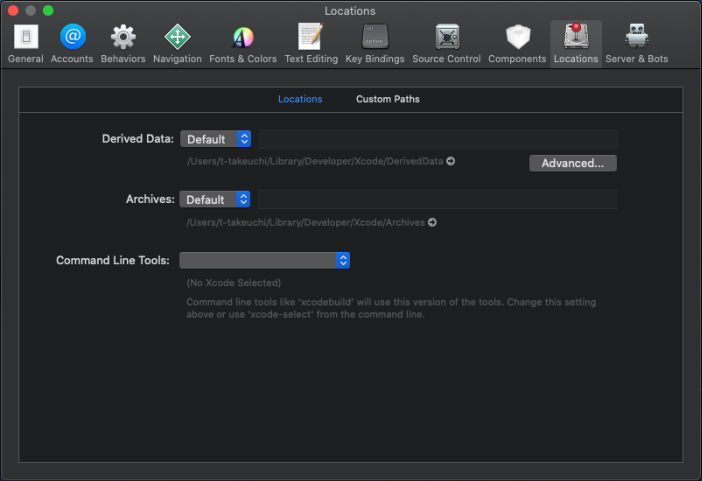 Locations
alt
option
General Accounts Behaviors Navigation Fonts & Colors Text Editing Key Bindings Source Control Components Locations Server & Bots
Locations Custom Paths
Derived Data: Default
/Users/t-takeuchi/Library/Developer/Xcode/DerivedData
Advanced...
Archives: Default
/Users/t-takeuchi/Library/Developer/Xcode/Archives
Command Line Tools:
(No Xcode Selected)
Command line tools like ‘xcodebuild’ will use this version of the tools. Change this setting
above or use ‘xcode-select’ from the command line.